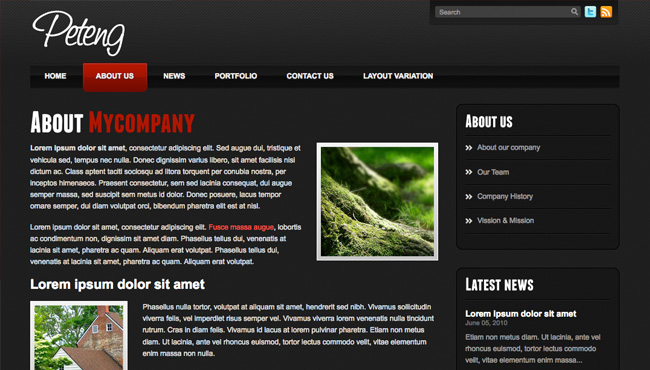 Peteng
Search
HOME
ABOUT US
NEWS
PORTFOLIO
CONTACT US
LAYOUT VARIATION
About Mycompany
Lorem ipsum dolor sit amet, consectetur adipiscing elit. Sed augue dui, tristique et
vehicula sed, tempus nec nulla. Donec dignissim varius libero, sit amet facilisis nisi
dictum ac. Class aptent taciti sociosqu ad litora torquent per conubia nostra, per
inceptos himenaeos. Praesent consectetur, sem sed lacinia consequat, dui augue
semper massa, sed suscipit sem metus id dolor. Donec posuere, lacus tempor
ornare semper, dui diam volutpat orci, bibendum pharetra elit est at nisl.
Lorem ipsum dolor sit amet, consectetur adipiscing elit. Fusce massa augue, lobortis
ac condimentum non, dignissim sit amet diam. Phasellus tellus dui, venenatis at
lacinia sit amet, pharetra ac quam. Aliquam erat volutpat. Phasellus tellus dui,
venenatis at lacinia sit amet, pharetra ac quam. Aliquam erat volutpat.
Lorem ipsum dolor sit amet
Phasellus nulla tortor, volutpat at aliquam sit amet, hendrerit sed nibh. Vivamus sollicitudin
viverra felis, vel imperdiet risus semper vel. Cum viverra lorem venenatis nulla tincidunt
rutrum. Cras in diam felis. Vivamus id lacus at lorem pulvinar pharetra. Etiam non metus
diam. Ut lacinia, ante vel rhoncus euismod, tortor lectus commodo velit, vitae interdum
enim massa non nulla.
About us
About our company
Our Team
Company History
Vission & Mission
Latest news
Lorem ipsum dolor sit amet
June 05, 2010
Etiam non metus diam. Ut lacinia, ante vel
rhoncus euismod, tortor lectus
commodo velit, vitae interdum massa...